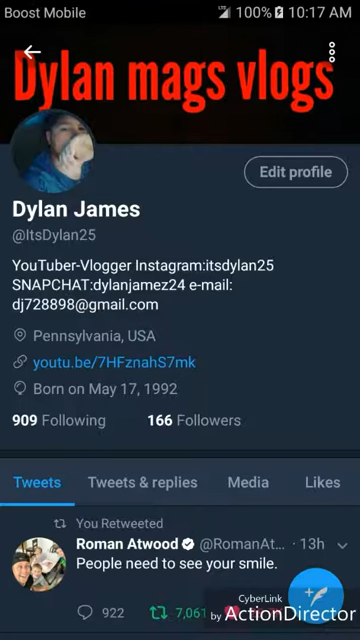 Boost Mobile 100% 10:17 AM
Dylan mags vlogs
Edit profile
Dylan James
@ItsDylan25
YouTuber-Vlogger Instagram:itsdylan25
SNAPCHAT:dylanjamez24 e-mail:
dj728898@gmail.com
Pennsylvania, USA
youtu.be/7HFznahS7mk
Born on May 17, 1992
909 Following 166 Followers
Tweets Tweets & replies Media Likes
You Retweeted
Roman Atwood @RomanAt... · 13h
People need to see your smile.
922 7,061
CyberLink
by ActionDirector